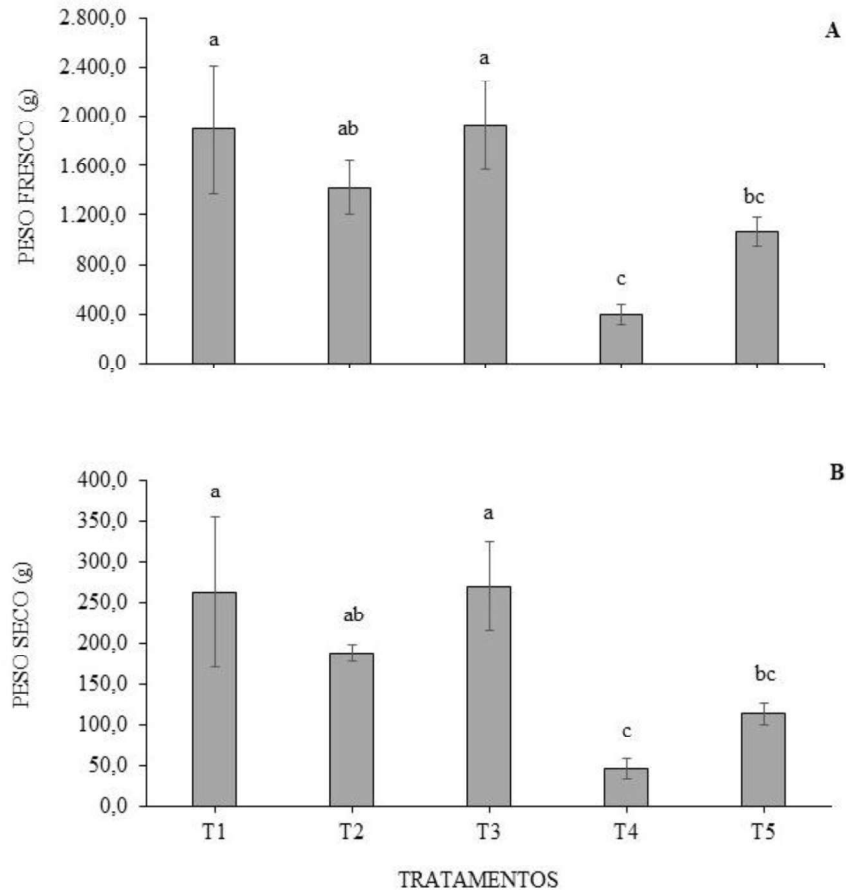 A
PESO FRESCO (g)
2.800,0
2.400,0
2.000,0
1.600,0
1.200,0
800,0
400,0
0,0
a
ab
a
c
bc
B
PESO SECO (g)
400,0
350,0
300,0
250,0
200,0
150,0
100,0
50,0
0,0
a
ab
a
c
bc
T1 T2 T3 T4 T5
TRATAMENTOS